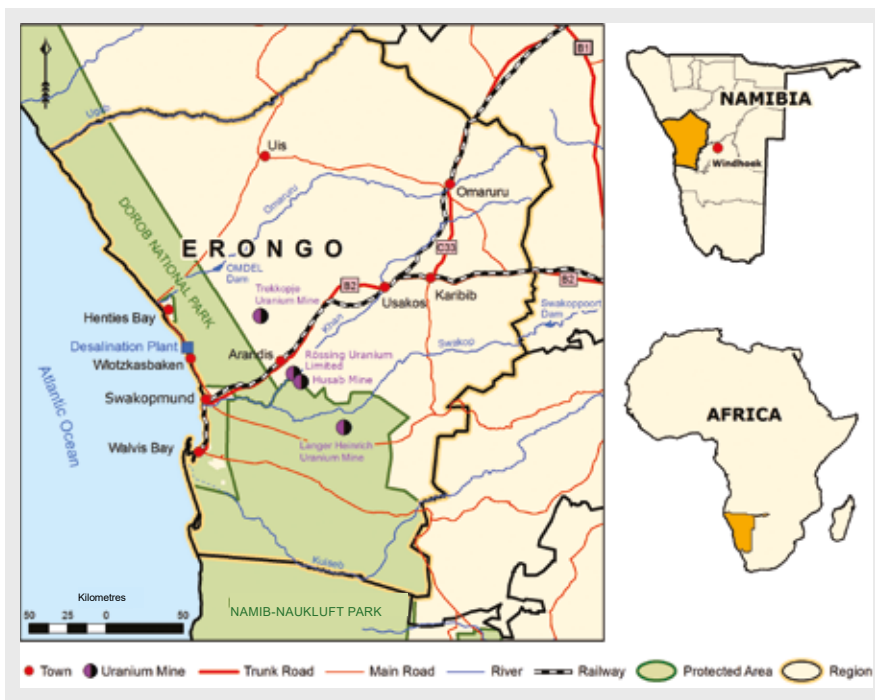 B1
NAMIBIA
Windhoek
Ugab
Uis
Omaruru
Omaruru
DOROB NATIONAL PARK
ERONGO
C33
OMDEL
Dam
B2
B2
Trekkopje
Uranium Mine
Usakos
Karibib
Swakoppoort
Dam
Henties Bay
Khan
Swakop
Desalination Plant
Arandis
Rössing Uranium
Limited
Wlotzkasbaken
Husab Mine
Atlantic Ocean
Swakopmund
AFRICA
Walvis Bay
Langer Heinrich
Uranium Mine
Kuiseb
Kilometres
50 25 0 50
NAMIB-NAUKLUFT PARK
Town Uranium Mine Trunk Road Main Road River Railway Protected Area Region